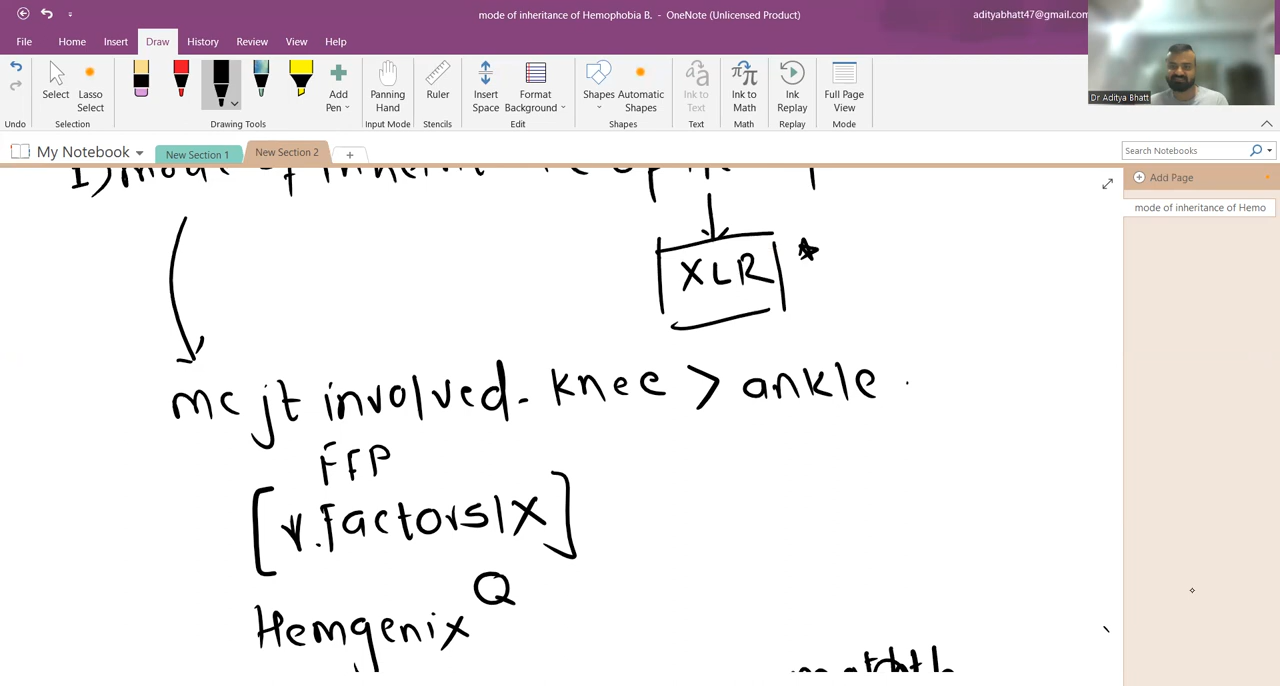 mode of inheritance of Hemophobia B. - OneNote (Unlicensed Product)
adityabhatt47@gmail.com
File Home Insert Draw History Review View Help
Select
Lasso Select
Add Pen
Panning Hand
Ruler
Insert Space
Format Background
Shapes
Automatic Shapes
Ink to Text
Ink to Math
Ink Replay
Full Page View
Undo
Selection
Drawing Tools
Input Mode
Stencils
Edit
Shapes
Text
Math
Replay
Mode
Dr Aditya Bhatt
My Notebook
New Section 1
New Section 2
Search Notebooks
Add Page
mode of inheritance of Hemo
1) mode of
XLR
mc jt involved. knee > ankle.
FFP
[r. factors IX]
Q
Hemgenix